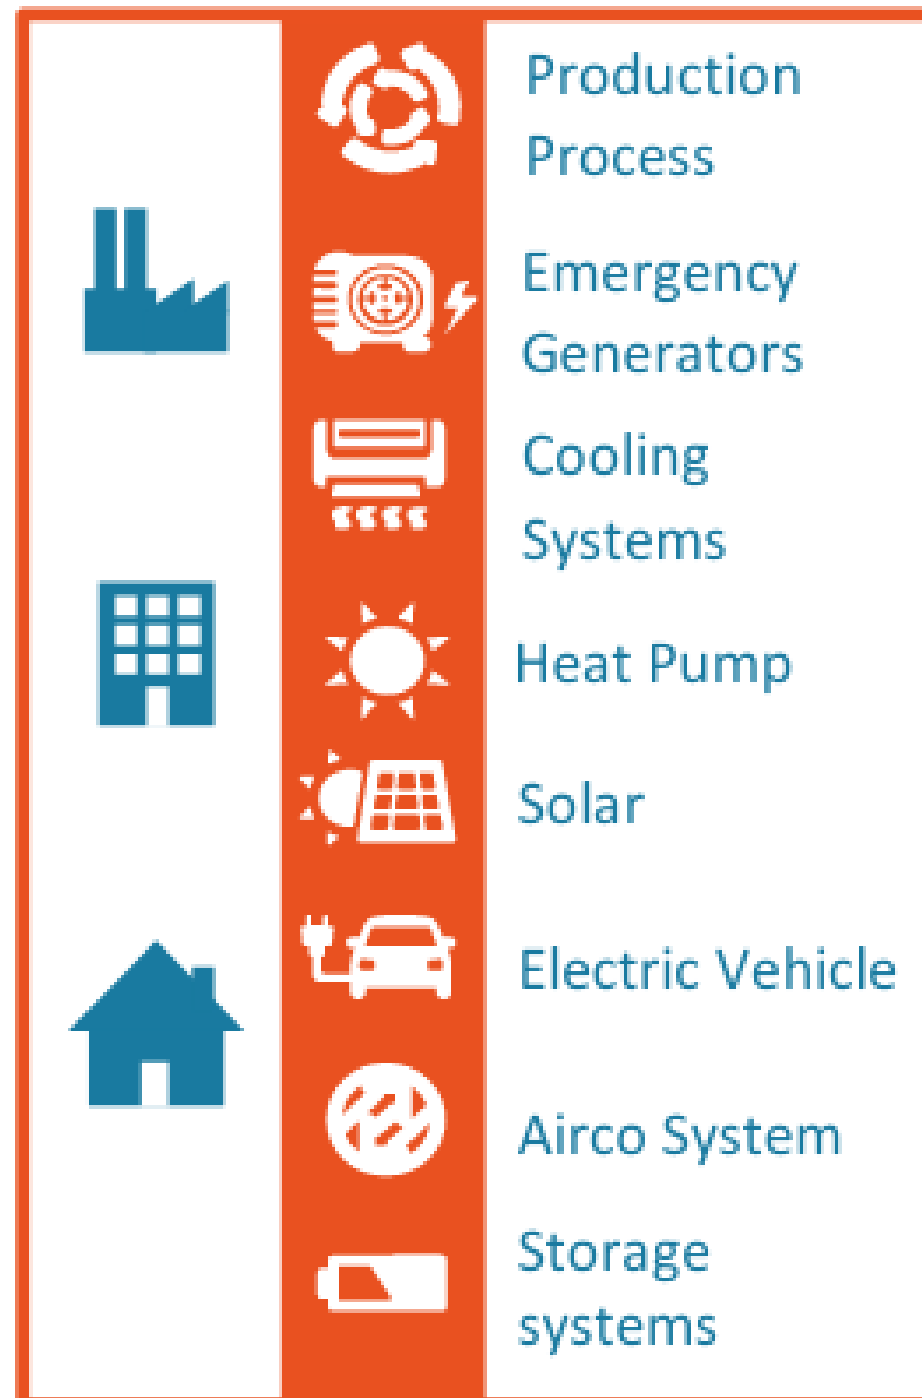 Production
Process
Emergency
Generators
Cooling
Systems
Heat Pump
Solar
Electric Vehicle
Airco System
Storage
systems